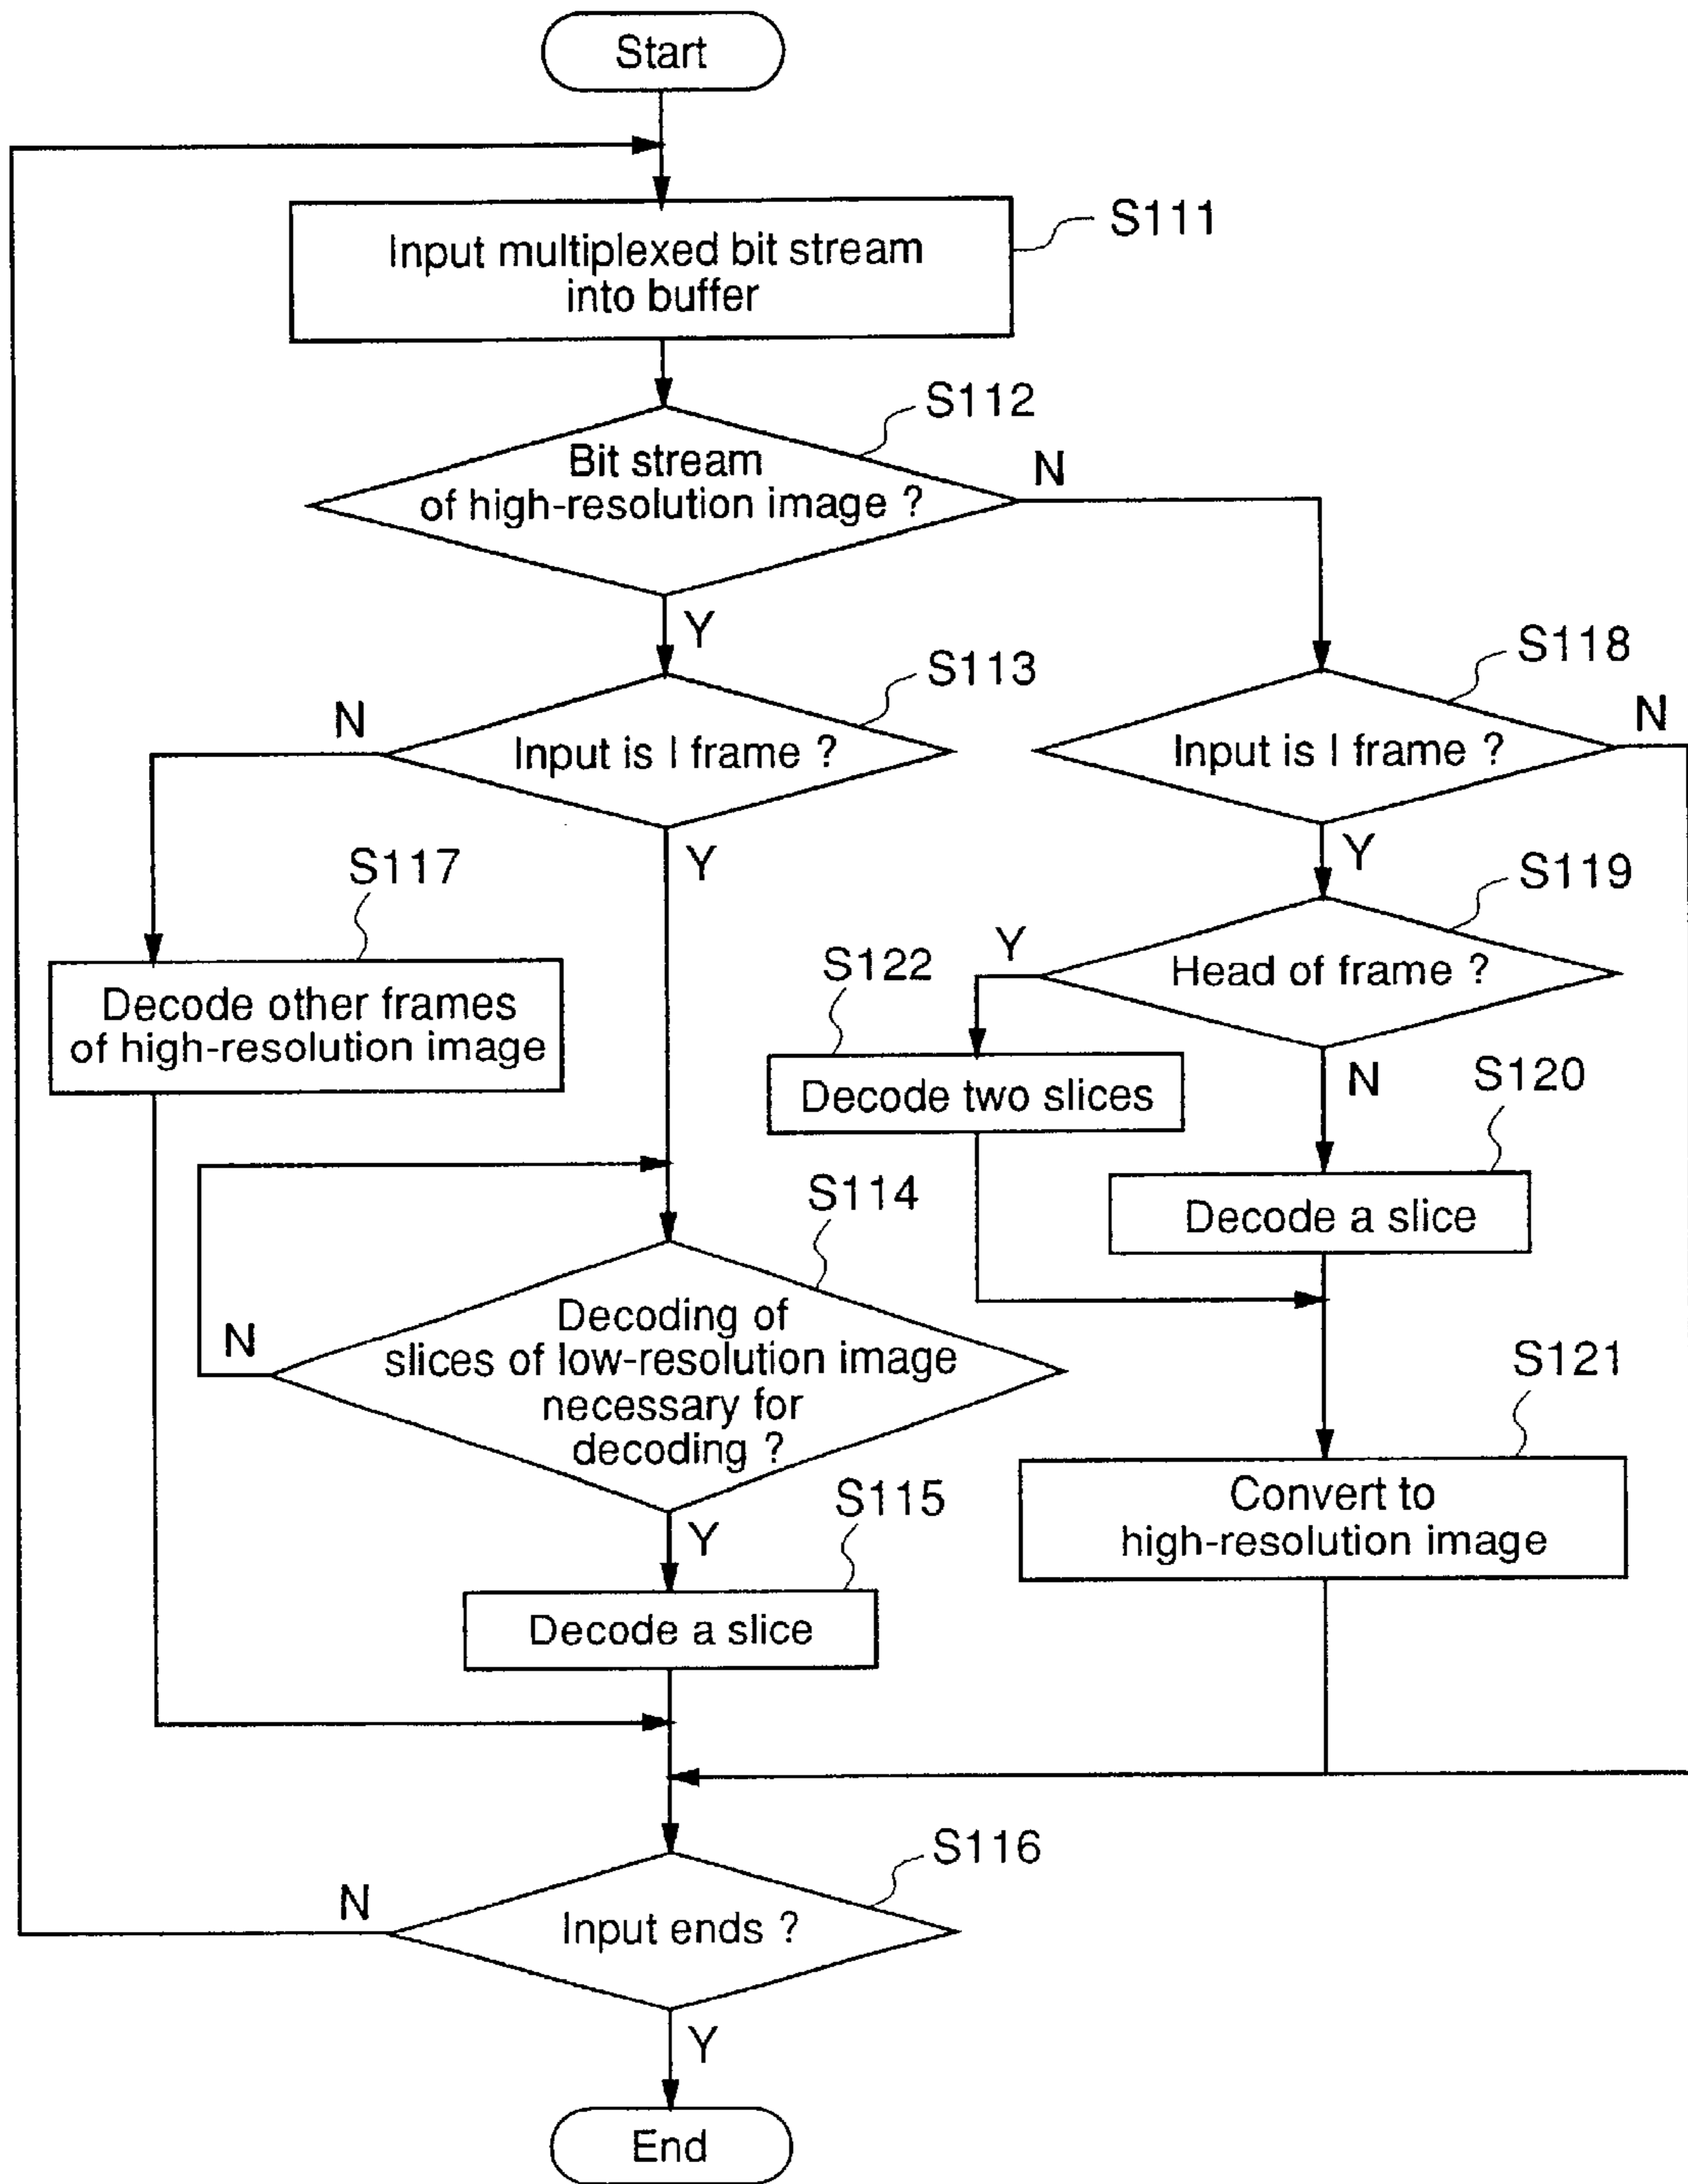 Start
S111
Input multiplexed bit stream
into buffer
S112
Bit stream
of high-resolution image ?
N
Y
S113
S118
N
Input is I frame ?
Input is I frame ?
N
Y
Y
S117
S119
Decode other frames
of high-resolution image
S122
Y
Head of frame ?
Decode two slices
N
S120
S114
Decode a slice
N
Decoding of
slices of low-resolution image
necessary for
decoding ?
S121
Convert to
high-resolution image
S115
Y
Decode a slice
S116
N
Input ends ?
Y
End